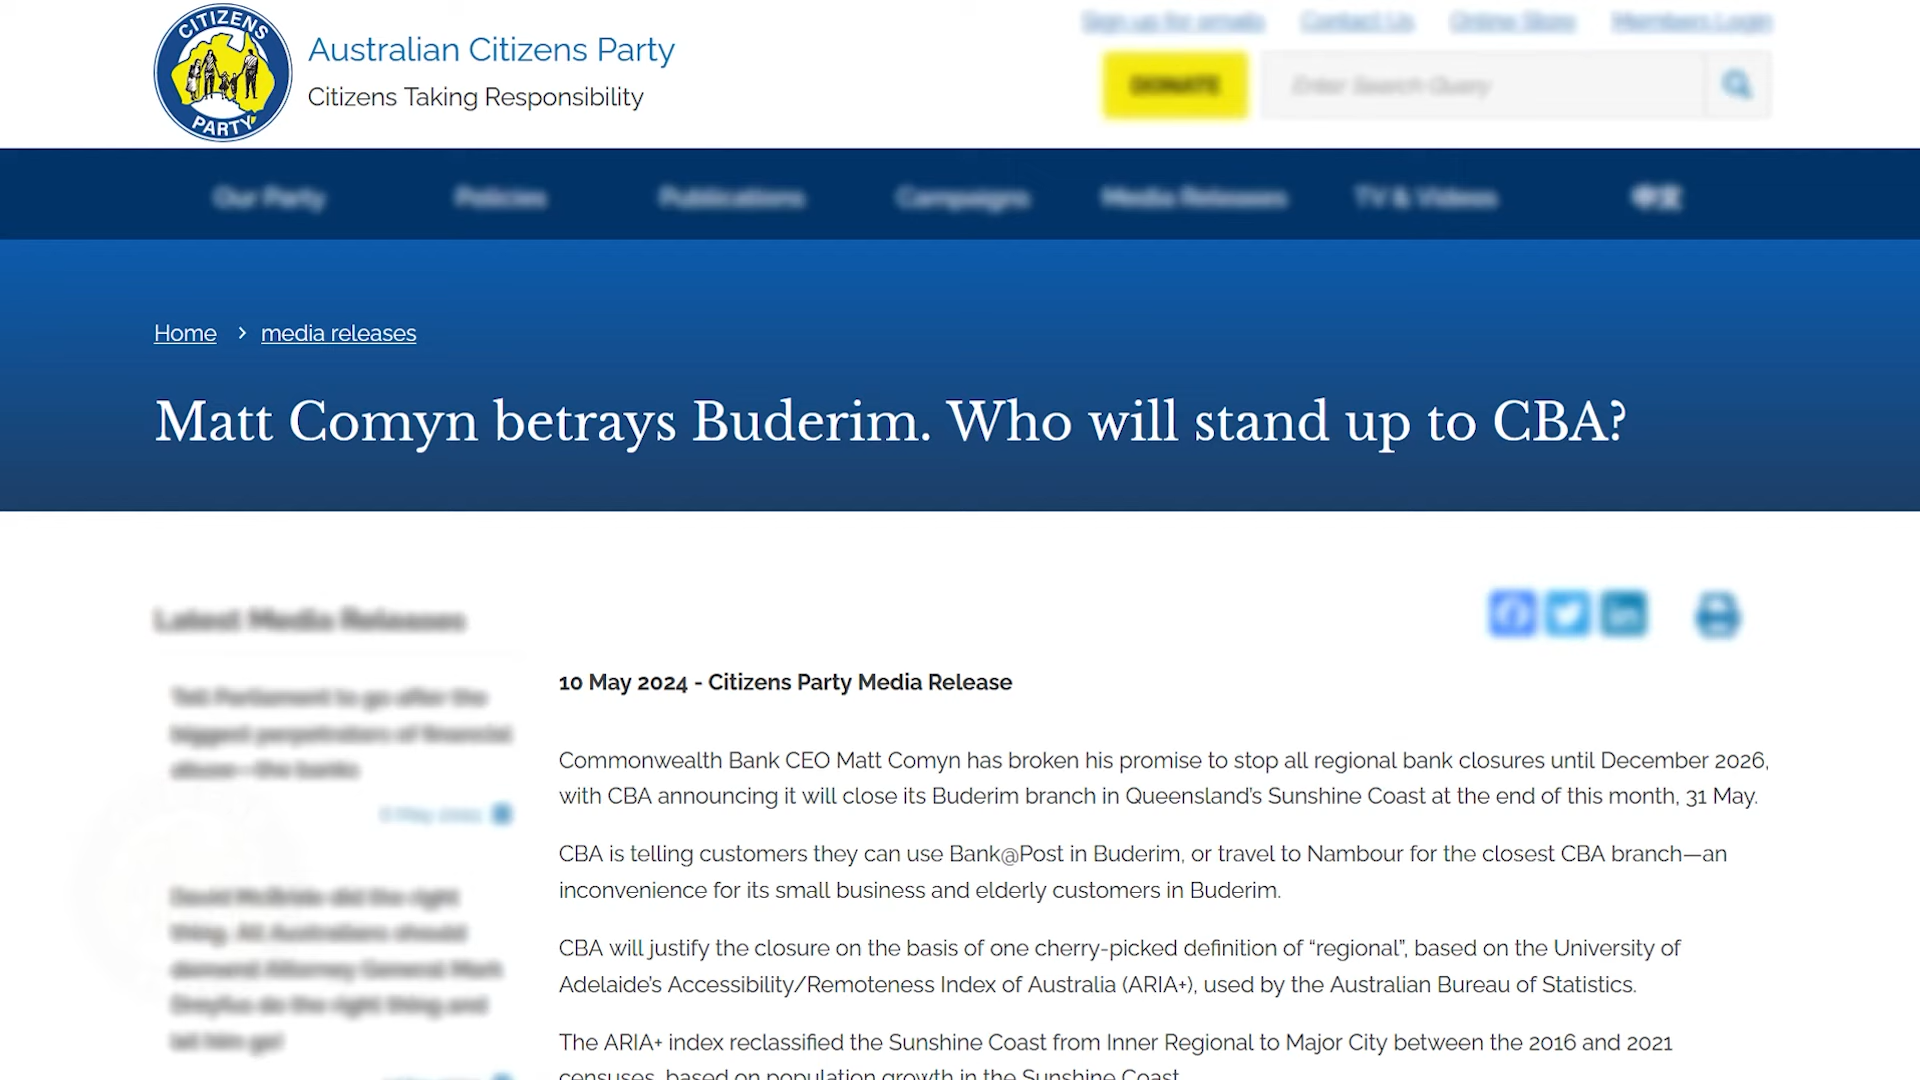 CITIZENS
PARTY
Australian Citizens Party
Citizens Taking Responsibility
Sign up for emails
Contact Us
Online Store
Members Login
DONATE
Enter Search Query
Our Party
Policies
Publications
Campaigns
Media Releases
TV & Videos
中文
Home > media releases
Matt Comyn betrays Buderim. Who will stand up to CBA?
Latest Media Releases
Tell Parliament to go after the
biggest perpetrators of financial
abuse—the banks
David McBride did the right
thing. All Australians should
demand Attorney General Mark
Dreyfus do the right thing and
let him go!
10 May 2024 - Citizens Party Media Release
Commonwealth Bank CEO Matt Comyn has broken his promise to stop all regional bank closures until December 2026,
with CBA announcing it will close its Buderim branch in Queensland’s Sunshine Coast at the end of this month, 31 May.
CBA is telling customers they can use Bank@Post in Buderim, or travel to Nambour for the closest CBA branch—an
inconvenience for its small business and elderly customers in Buderim.
CBA will justify the closure on the basis of one cherry-picked definition of “regional”, based on the University of
Adelaide’s Accessibility/Remoteness Index of Australia (ARIA+), used by the Australian Bureau of Statistics.
The ARIA+ index reclassified the Sunshine Coast from Inner Regional to Major City between the 2016 and 2021
censuses, based on population growth in the Sunshine Coast.